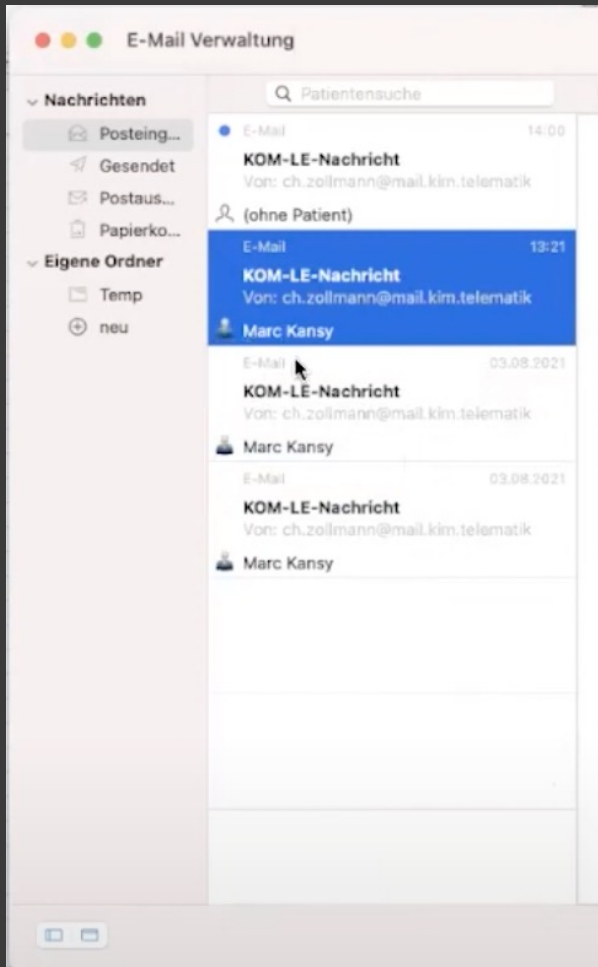 E-Mail Verwaltung
Nachrichten
Posteing...
Gesendet
Postaus...
Papierko...
Eigene Ordner
Temp
neu
Patientensuche
E-Mail 14:00
KOM-LE-Nachricht
Von: ch.zollmann@mail.kim.telematik
(ohne Patient)
E-Mail 13:21
KOM-LE-Nachricht
Von: ch.zollmann@mail.kim.telematik
Marc Kansy
E-Mail 03.08.2021
KOM-LE-Nachricht
Von: ch.zollmann@mail.kim.telematik
Marc Kansy
E-Mail 03.08.2021
KOM-LE-Nachricht
Von: ch.zollmann@mail.kim.telematik
Marc Kansy